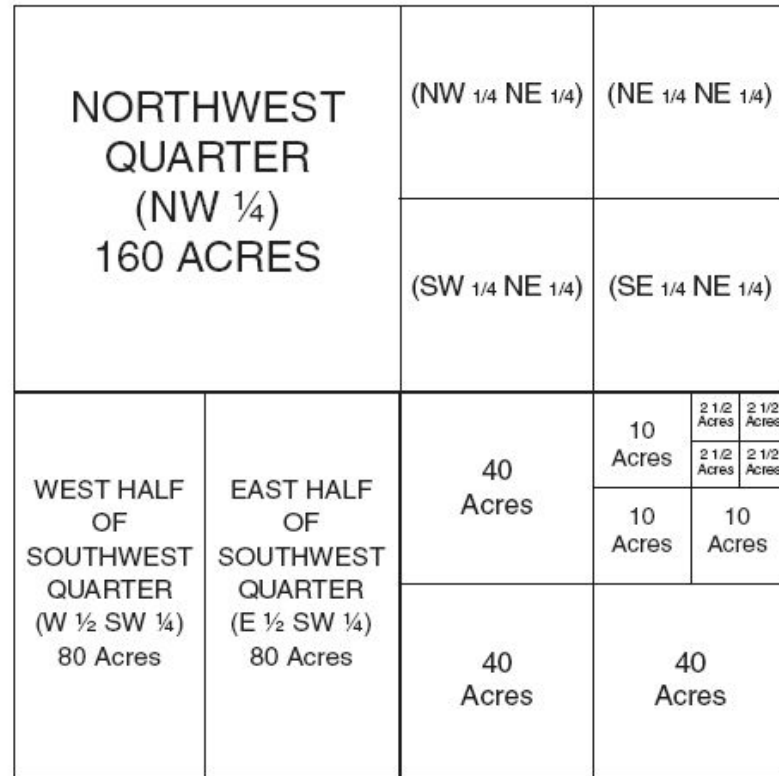 NORTHWEST
QUARTER
(NW ¼)
160 ACRES
(NW 1/4 NE 1/4)
(NE 1/4 NE 1/4)
(SW 1/4 NE 1/4)
(SE 1/4 NE 1/4)
WEST HALF
OF
SOUTHWEST
QUARTER
(W ½ SW ¼)
80 Acres
EAST HALF
OF
SOUTHWEST
QUARTER
(E ½ SW ¼)
80 Acres
40
Acres
10
Acres
2 1/2
Acres
2 1/2
Acres
2 1/2
Acres
2 1/2
Acres
10
Acres
10
Acres
40
Acres
40
Acres